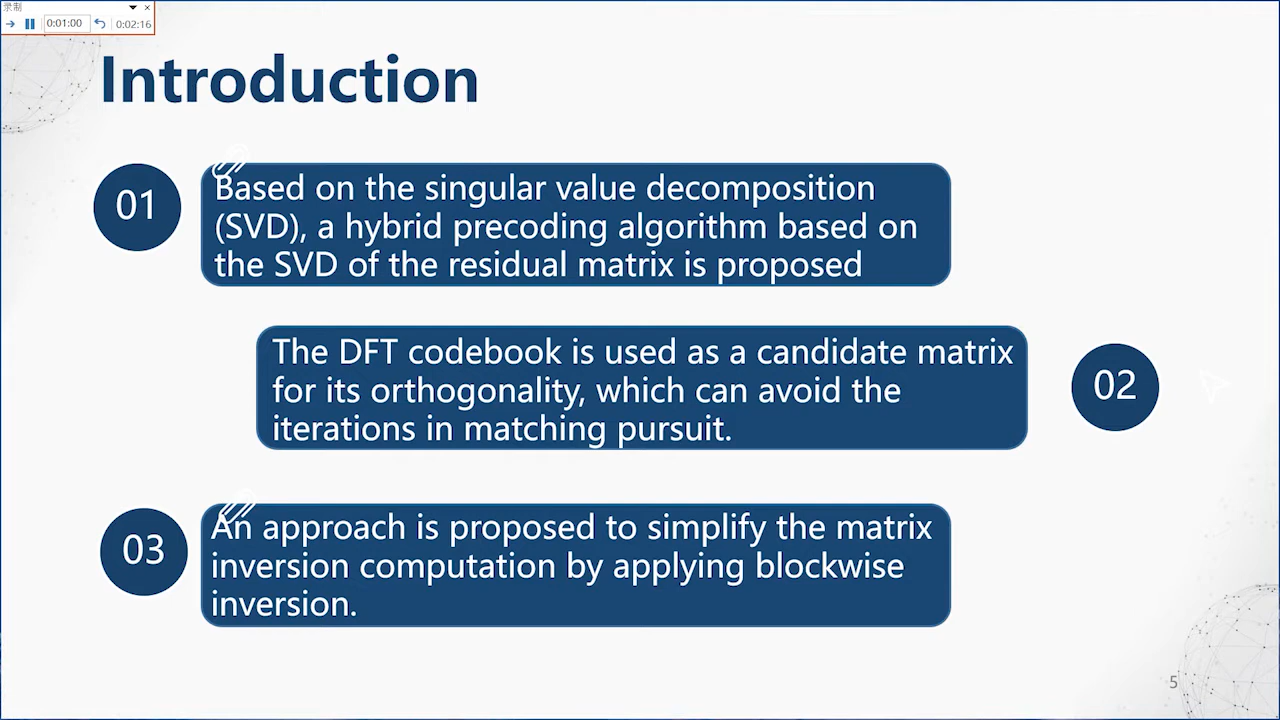 录制
0:01:00
0:02:16
Introduction
01
Based on the singular value decomposition
(SVD), a hybrid precoding algorithm based on
the SVD of the residual matrix is proposed
The DFT codebook is used as a candidate matrix
for its orthogonality, which can avoid the
iterations in matching pursuit.
02
03
An approach is proposed to simplify the matrix
inversion computation by applying blockwise
inversion.
5